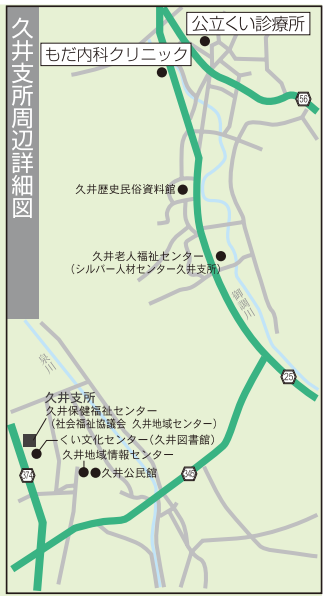 久井支所周辺詳細図
公立くい診療所
もだ内科クリニック
56
久井歴史民俗資料館
久井老人福祉センター
（シルバー人材センター久井支所）
御調川
25
泉川
久井支所
久井保健福祉センター
（社会福祉協議会 久井地域センター）
くい文化センター（久井図書館）
久井地域情報センター
久井公民館
374
345